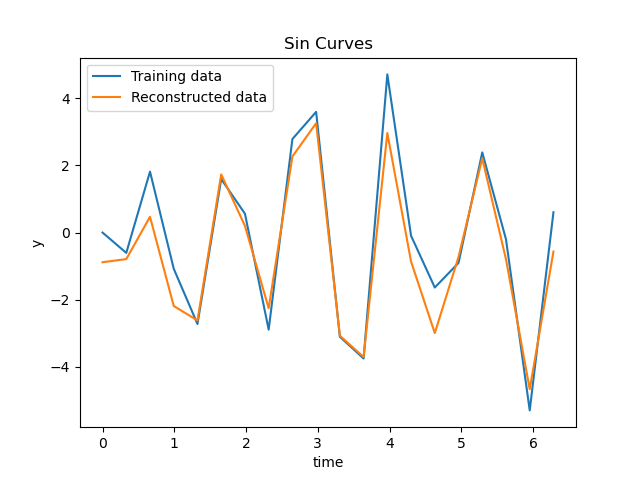 Sin Curves
Training data
Reconstructed data
4
2
0
−2
−4
y
0 1 2 3 4 5 6
time